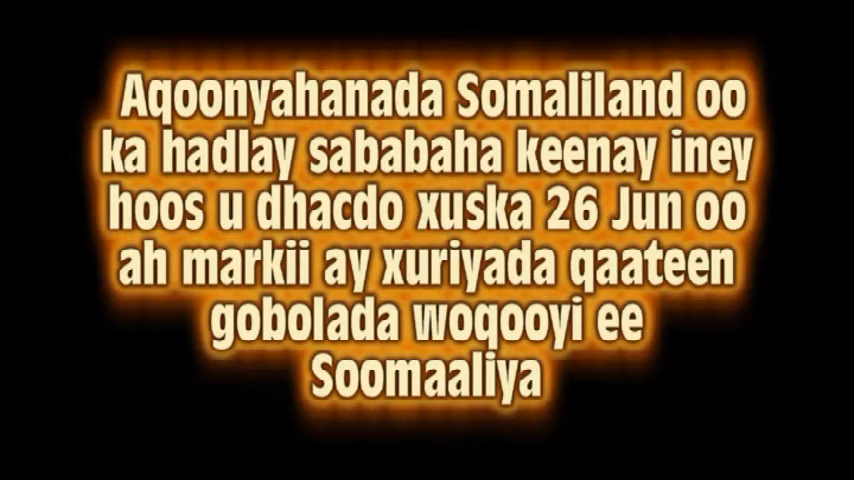 Aqoonyahanada Somaliland oo
ka hadlay sababaha keenay iney
hoos u dhacdo xuska 26 Jun oo
ah markii ay xuriyada qaateen
gobolada woqooyi ee
Soomaaliya